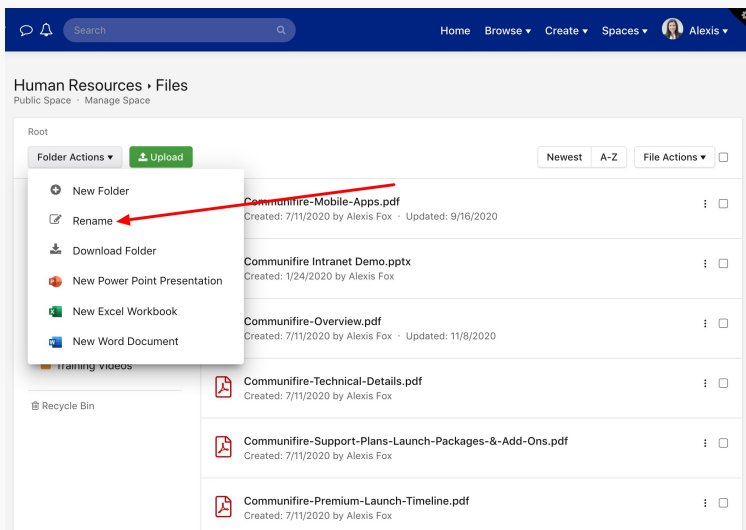 Search
Home Browse ▾ Create ▾ Spaces ▾ Alexis ▾
Human Resources › Files
Public Space · Manage Space
Root
Folder Actions ▾ Upload Newest A-Z File Actions ▾
New Folder
Rename
Download Folder
New Power Point Presentation
New Excel Workbook
New Word Document
Training Videos
Recycle Bin
Communifire-Mobile-Apps.pdf
Created: 7/11/2020 by Alexis Fox · Updated: 9/16/2020
Communifire Intranet Demo.pptx
Created: 1/24/2020 by Alexis Fox
Communifire-Overview.pdf
Created: 7/11/2020 by Alexis Fox · Updated: 11/8/2020
Communifire-Technical-Details.pdf
Created: 7/11/2020 by Alexis Fox
Communifire-Support-Plans-Launch-Packages-&-Add-Ons.pdf
Created: 7/11/2020 by Alexis Fox
Communifire-Premium-Launch-Timeline.pdf
Created: 7/11/2020 by Alexis Fox